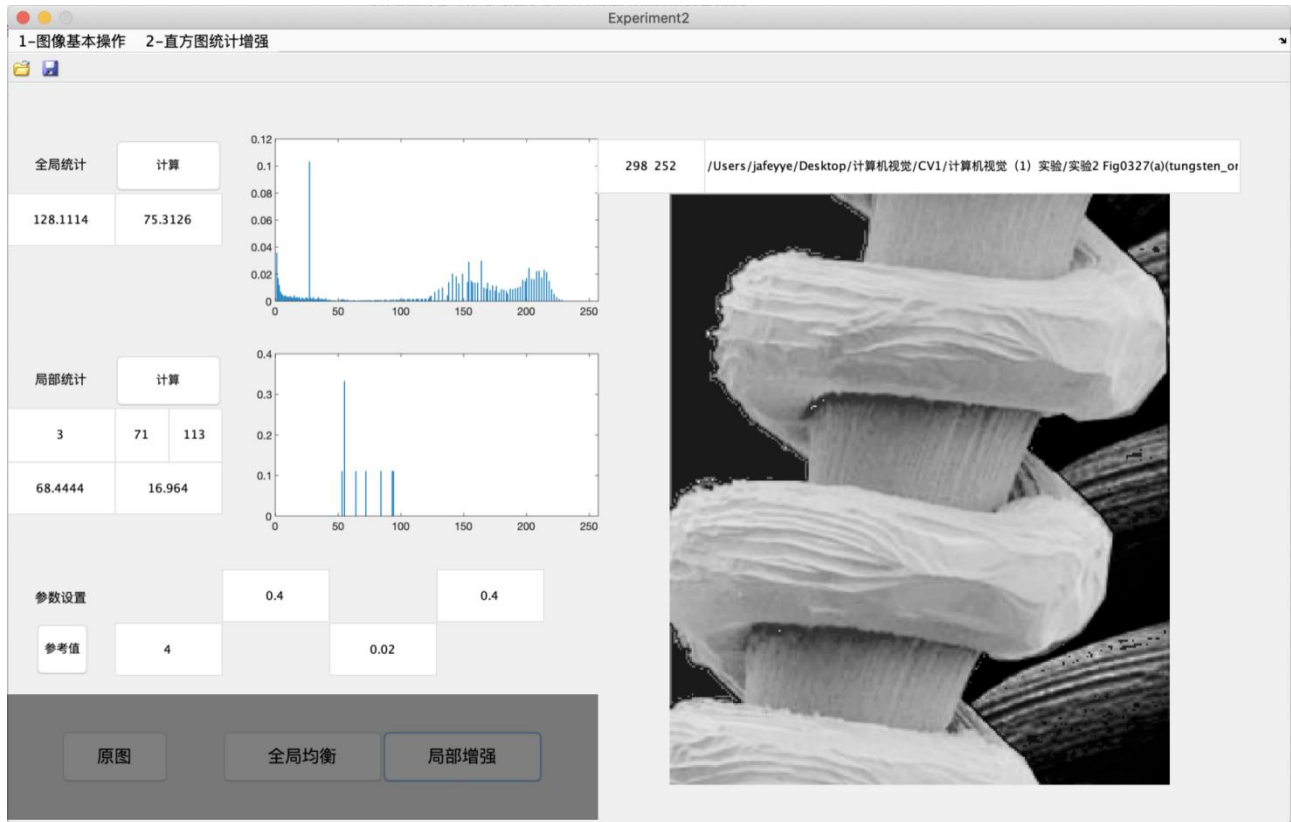 Experiment2
1-图像基本操作 2-直方图统计增强
全局统计 计算
128.1114 75.3126
0.12
0.1
0.08
0.06
0.04
0.02
0
0 50 100 150 200 250
298 252 /Users/jafeyye/Desktop/计算机视觉/CV1/计算机视觉（1）实验/实验2 Fig0327(a)(tungsten_or
局部统计 计算
3 71 113
68.4444 16.964
0.4
0.3
0.2
0.1
0
0 50 100 150 200 250
参数设置 0.4 0.4
参考值 4 0.02
原图 全局均衡 局部增强